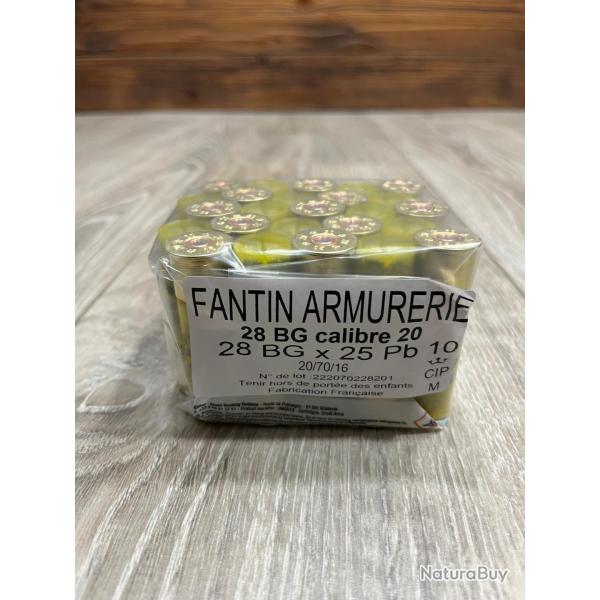 FANTIN ARMURERIE
28 BG calibre 20
28 BG x 25 Pb 10
20/70/16
CIP
N° de lot :222070228201
M
Tenir hors de portée des enfants
Fabrication Française
NaturaBuy